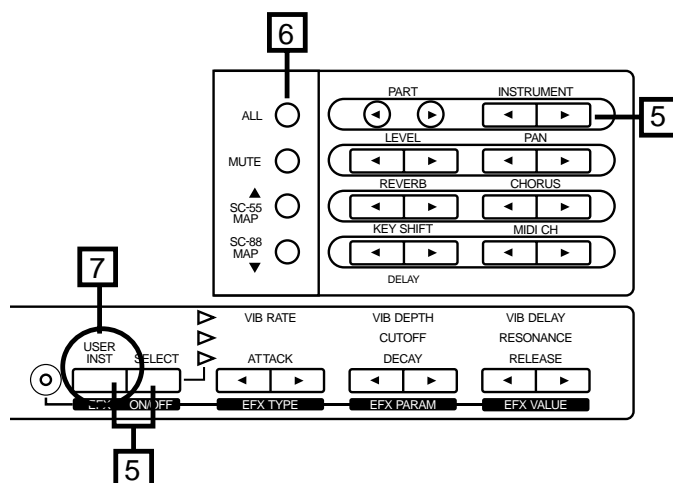 6
PART INSTRUMENT
ALL
5
LEVEL PAN
MUTE
REVERB CHORUS
SC-55
MAP
KEY SHIFT MIDI CH
SC-88
MAP
DELAY
7
VIB RATE VIB DEPTH VIB DELAY
CUTOFF RESONANCE
USER
INST
SELECT ATTACK DECAY RELEASE
EFX ON/OFF EFX TYPE EFX PARAM EFX VALUE
5